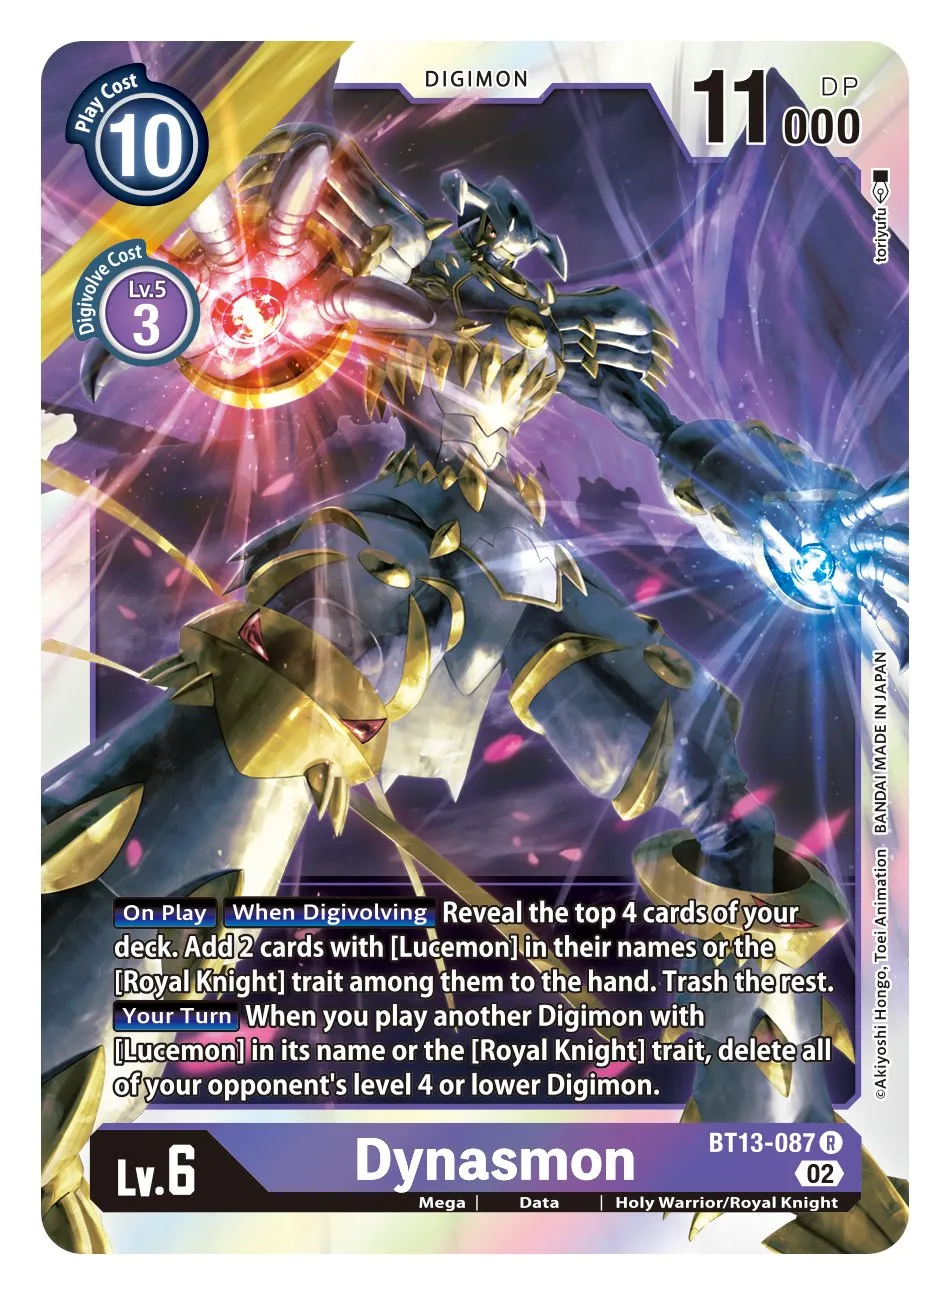 DIGIMON
Play Cost
10
11000
DP
Digivolve Cost
Lv.5
3
toriyufu
On Play When Digivolving Reveal the top 4 cards of your
deck. Add 2 cards with [Lucemon] in their names or the
[Royal Knight] trait among them to the hand. Trash the rest.
Your Turn When you play another Digimon with
[Lucemon] in its name or the [Royal Knight] trait, delete all
of your opponent's level 4 or lower Digimon.
©Akiyoshi Hongo, Toei Animation BANDAI MADE IN JAPAN
Lv.6
Dynasmon
BT13-087 R
02
Mega | Data | Holy Warrior/Royal Knight